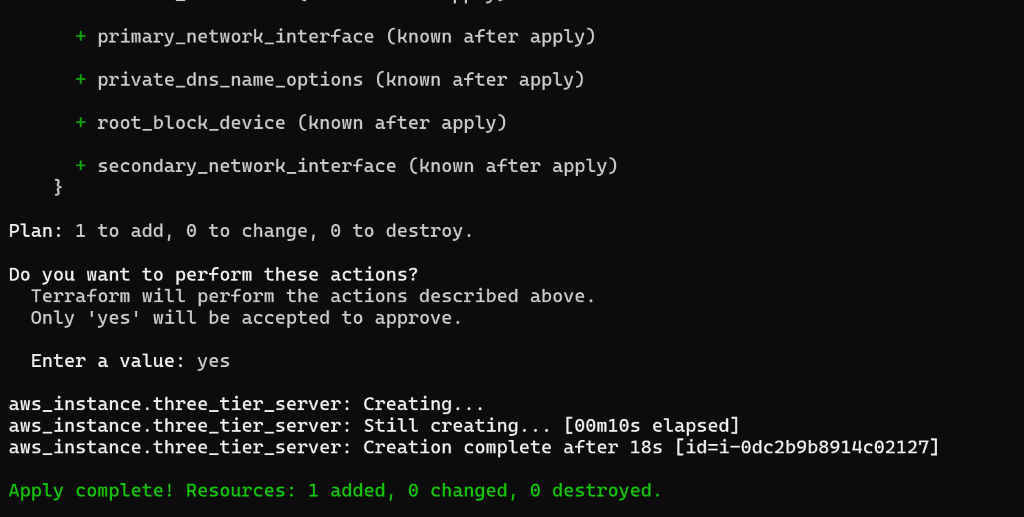 + primary_network_interface (known after apply)
+ private_dns_name_options (known after apply)
+ root_block_device (known after apply)
+ secondary_network_interface (known after apply)
}
Plan: 1 to add, 0 to change, 0 to destroy.
Do you want to perform these actions?
Terraform will perform the actions described above.
Only 'yes' will be accepted to approve.
Enter a value: yes
aws_instance.three_tier_server: Creating...
aws_instance.three_tier_server: Still creating... [00m10s elapsed]
aws_instance.three_tier_server: Creation complete after 18s [id=i-0dc2b9b8914c02127]
Apply complete! Resources: 1 added, 0 changed, 0 destroyed.